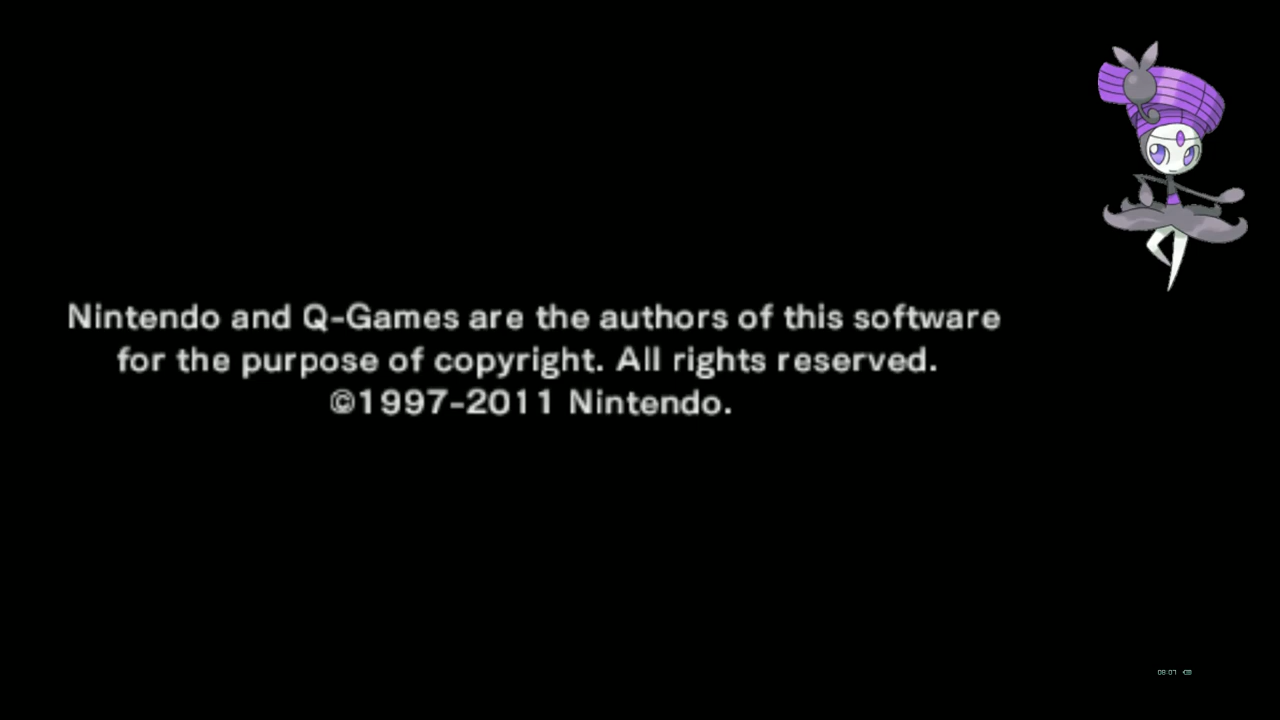 Nintendo and Q-Games are the authors of this software
for the purpose of copyright. All rights reserved.
©1997-2011 Nintendo.